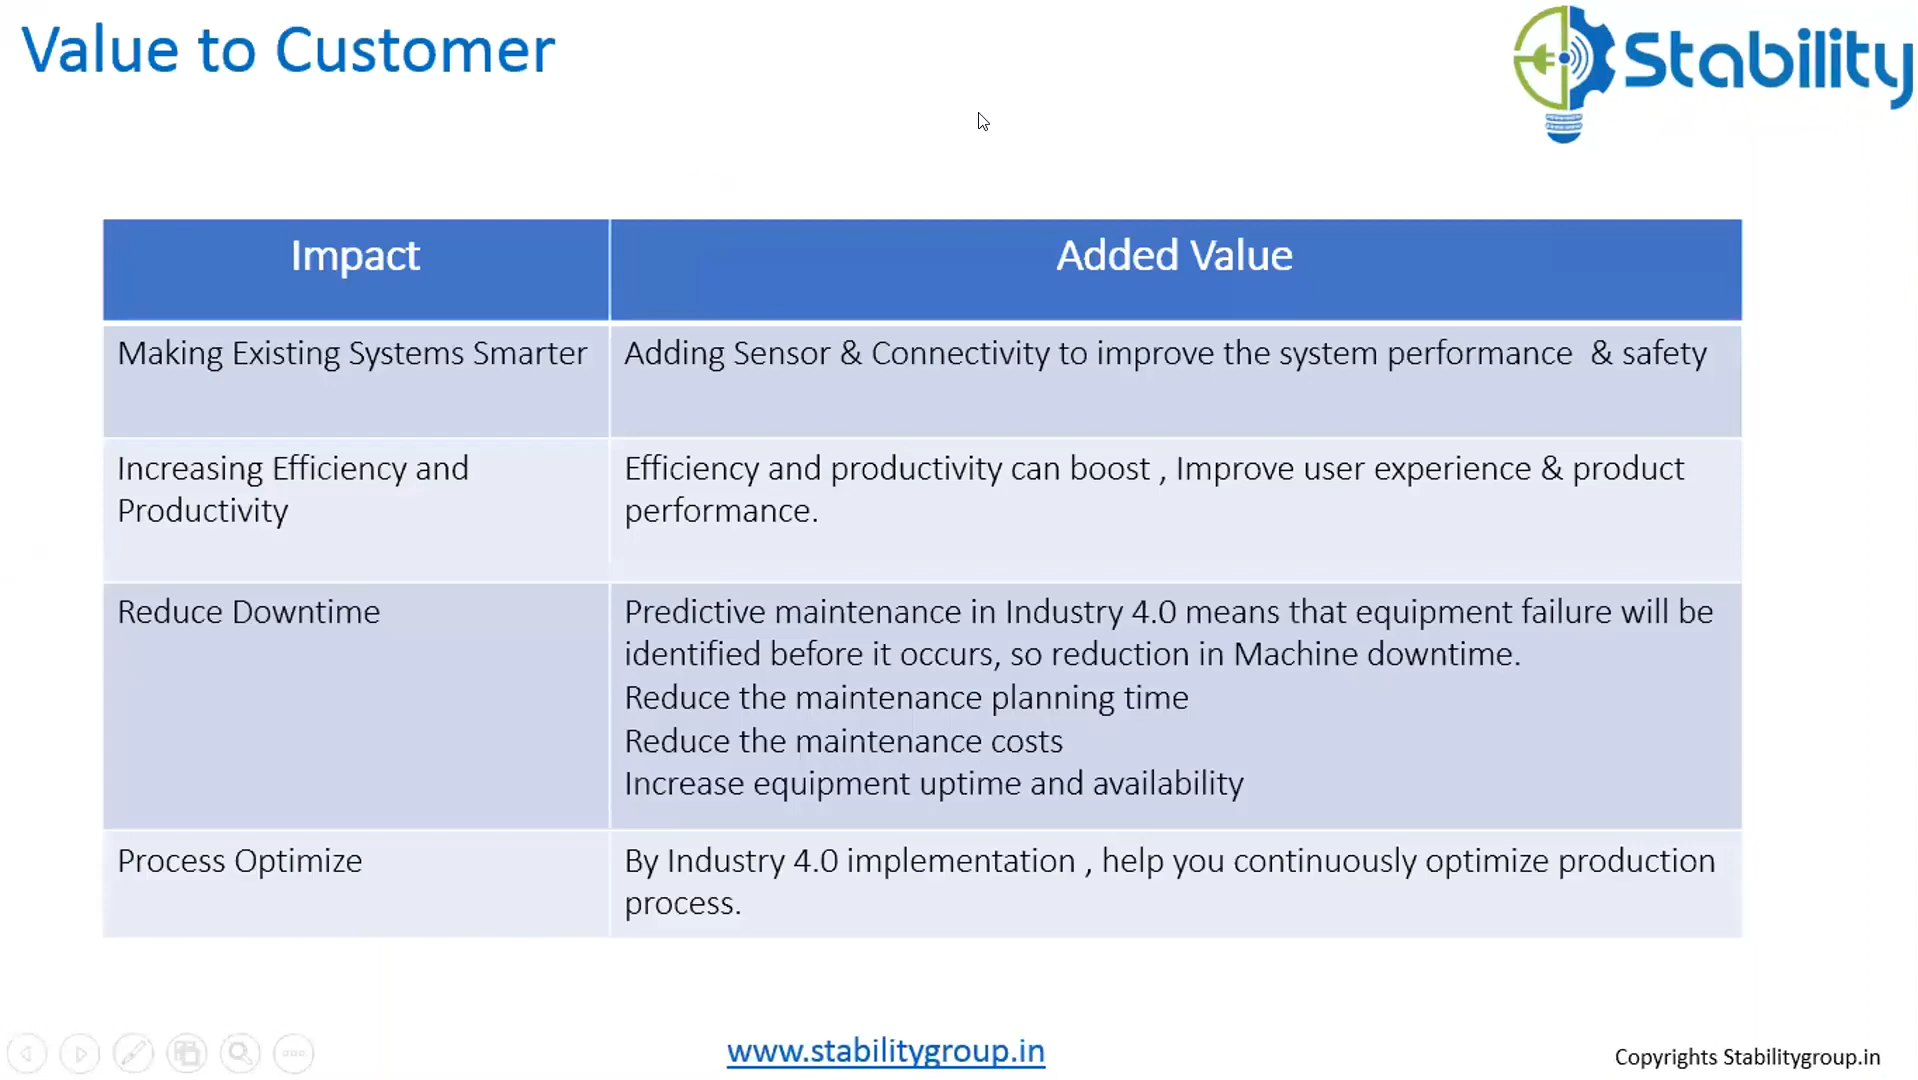 Value to Customer
Stability
Impact
Added Value
Making Existing Systems Smarter
Adding Sensor & Connectivity to improve the system performance  & safety
Increasing Efficiency and
Productivity
Efficiency and productivity can boost , Improve user experience & product
performance.
Reduce Downtime
Predictive maintenance in Industry 4.0 means that equipment failure will be
identified before it occurs, so reduction in Machine downtime.
Reduce the maintenance planning time
Reduce the maintenance costs
Increase equipment uptime and availability
Process Optimize
By Industry 4.0 implementation , help you continuously optimize production
process.
www.stabilitygroup.in
Copyrights Stabilitygroup.in